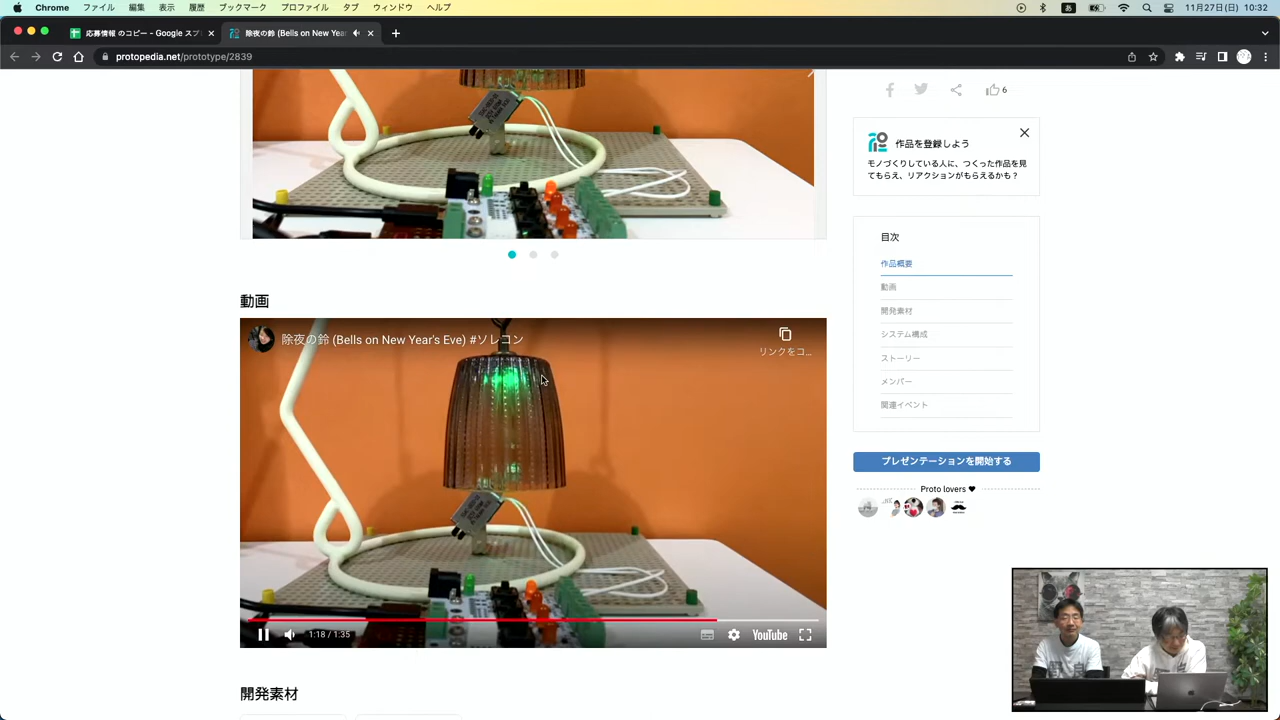 Chrome ファイル 編集 表示 履歴 ブックマーク プロファイル タブ ウィンドウ ヘルプ
あ 11月27日(日) 10:32
応募情報 のコピー - Google スプ
除夜の鈴 (Bells on New Year
protopedia.net/prototype/2839
6
作品を登録しよう
モノづくりしている人に、つくった作品を見
てもらえ、リアクションがもらえるかも？
目次
作品概要
動画
開発素材
システム構成
ストーリー
メンバー
関連イベント
プレゼンテーションを開始する
Proto lovers
動画
除夜の鈴 (Bells on New Year's Eve) #ソレコン
リンクをコ...
1:18 / 1:35
YouTube
開発素材